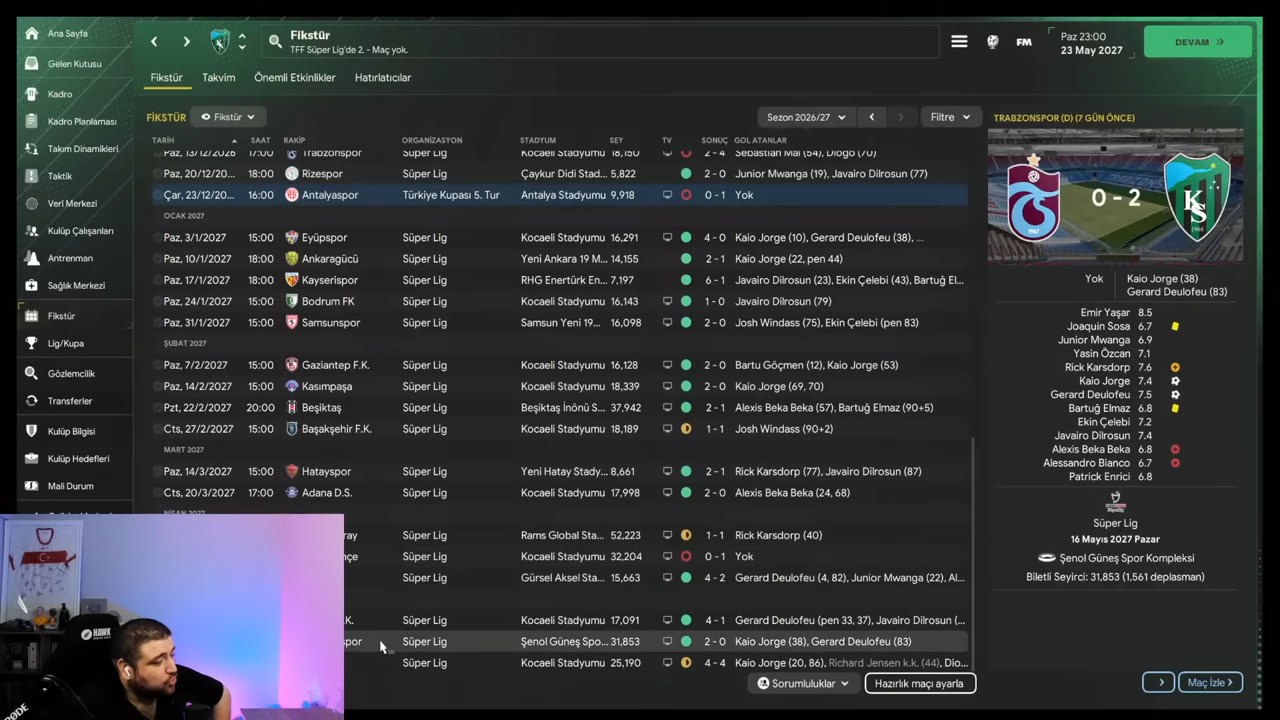 Ana Sayfa
Gelen Kutusu
Kadro
Kadro Planlaması
Takım Dinamikleri
Taktik
Veri Merkezi
Kulüp Çalışanları
Antrenman
Sağlık Merkezi
Fikstür
Lig/Kupa
Gözlemcilik
Transferler
Kulüp Bilgisi
Kulüp Hedefleri
Mali Durum
Fikstür
TFF Süper Lig'de 2. - Maç yok.
FM
Paz 23:00
23 May 2027
DEVAM
Fikstür Takvim Önemli Etkinlikler Hatırlatıcılar
FİKSTÜR Fikstür Sezon 2026/27 Filtre
TARİH SAAT RAKİP ORGANİZASYON STADYUM SEY TV SONUÇ GOL ATANLAR
Paz, 13/12/2026 17:00 Trabzonspor Süper Lig Kocaeli Stadyumu 18,150 2 - 4 Sebastian Mai (54), Diogo (70)
Paz, 20/12/20... 18:00 Rizespor Süper Lig Çaykur Didi Stad... 5,822 2 - 0 Junior Mwanga (19), Javairo Dilrosun (77)
Çar, 23/12/20... 16:00 Antalyaspor Türkiye Kupası 5. Tur Antalya Stadyumu 9,918 0 - 1 Yok
OCAK 2027
Paz, 3/1/2027 15:00 Eyüpspor Süper Lig Kocaeli Stadyumu 16,291 4 - 0 Kaio Jorge (10), Gerard Deulofeu (38), ...
Paz, 10/1/2027 18:00 Ankaragücü Süper Lig Yeni Ankara 19 M... 14,155 2 - 1 Kaio Jorge (22, pen 44)
Paz, 17/1/2027 18:00 Kayserispor Süper Lig RHG Enertürk En... 7,197 6 - 1 Javairo Dilrosun (23), Ekin Çelebi (43), Bartuğ El...
Paz, 24/1/2027 15:00 Bodrum FK Süper Lig Kocaeli Stadyumu 16,143 1 - 0 Javairo Dilrosun (79)
Paz, 31/1/2027 15:00 Samsunspor Süper Lig Samsun Yeni 19... 16,098 2 - 0 Josh Windass (75), Ekin Çelebi (pen 83)
ŞUBAT 2027
Paz, 7/2/2027 15:00 Gaziantep F.K. Süper Lig Kocaeli Stadyumu 16,128 2 - 0 Bartu Göçmen (12), Kaio Jorge (53)
Paz, 14/2/2027 15:00 Kasımpaşa Süper Lig Kocaeli Stadyumu 18,339 2 - 0 Kaio Jorge (69, 70)
Pzt, 22/2/2027 20:00 Beşiktaş Süper Lig Beşiktaş İnönü S... 37,942 2 - 1 Alexis Beka Beka (57), Bartuğ Elmaz (90+5)
Cts, 27/2/2027 15:00 Başakşehir F.K. Süper Lig Kocaeli Stadyumu 18,189 1 - 1 Josh Windass (90+2)
MART 2027
Paz, 14/3/2027 15:00 Hatayspor Süper Lig Yeni Hatay Stady... 8,661 2 - 1 Rick Karsdorp (77), Javairo Dilrosun (87)
Cts, 20/3/2027 17:00 Adana D.S. Süper Lig Kocaeli Stadyumu 17,998 2 - 0 Alexis Beka Beka (24, 68)
NİSAN 2027
ray Süper Lig Rams Global Sta... 52,223 1 - 1 Rick Karsdorp (40)
çe Süper Lig Kocaeli Stadyumu 32,204 0 - 1 Yok
Süper Lig Gürsel Aksel Sta... 15,663 4 - 2 Gerard Deulofeu (4, 82), Junior Mwanga (22), Al...
.K. Süper Lig Kocaeli Stadyumu 17,091 4 - 1 Gerard Deulofeu (pen 33, 37), Javairo Dilrosun (...
spor Süper Lig Şenol Güneş Spo... 31,853 2 - 0 Kaio Jorge (38), Gerard Deulofeu (83)
Süper Lig Kocaeli Stadyumu 25,190 4 - 4 Kaio Jorge (20, 86), Richard Jensen k.k. (44), Dio...
Sorumluluklar Hazırlık maçı ayarla
TRABZONSPOR (D) (7 GÜN ÖNCE)
0 - 2
Yok
Kaio Jorge (38)
Gerard Deulofeu (83)
Emir Yaşar 8.5
Joaquin Sosa 6.7
Junior Mwanga 6.9
Yasin Özcan 7.1
Rick Karsdorp 7.6
Kaio Jorge 7.4
Gerard Deulofeu 7.5
Bartuğ Elmaz 6.8
Ekin Çelebi 7.2
Javairo Dilrosun 7.4
Alexis Beka Beka 6.8
Alessandro Bianco 6.7
Patrick Enrici 6.8
Süper Lig
16 Mayıs 2027 Pazar
Şenol Güneş Spor Kompleksi
Biletli Seyirci: 31,853 (1,561 deplasman)
Maç İzle
HAWK